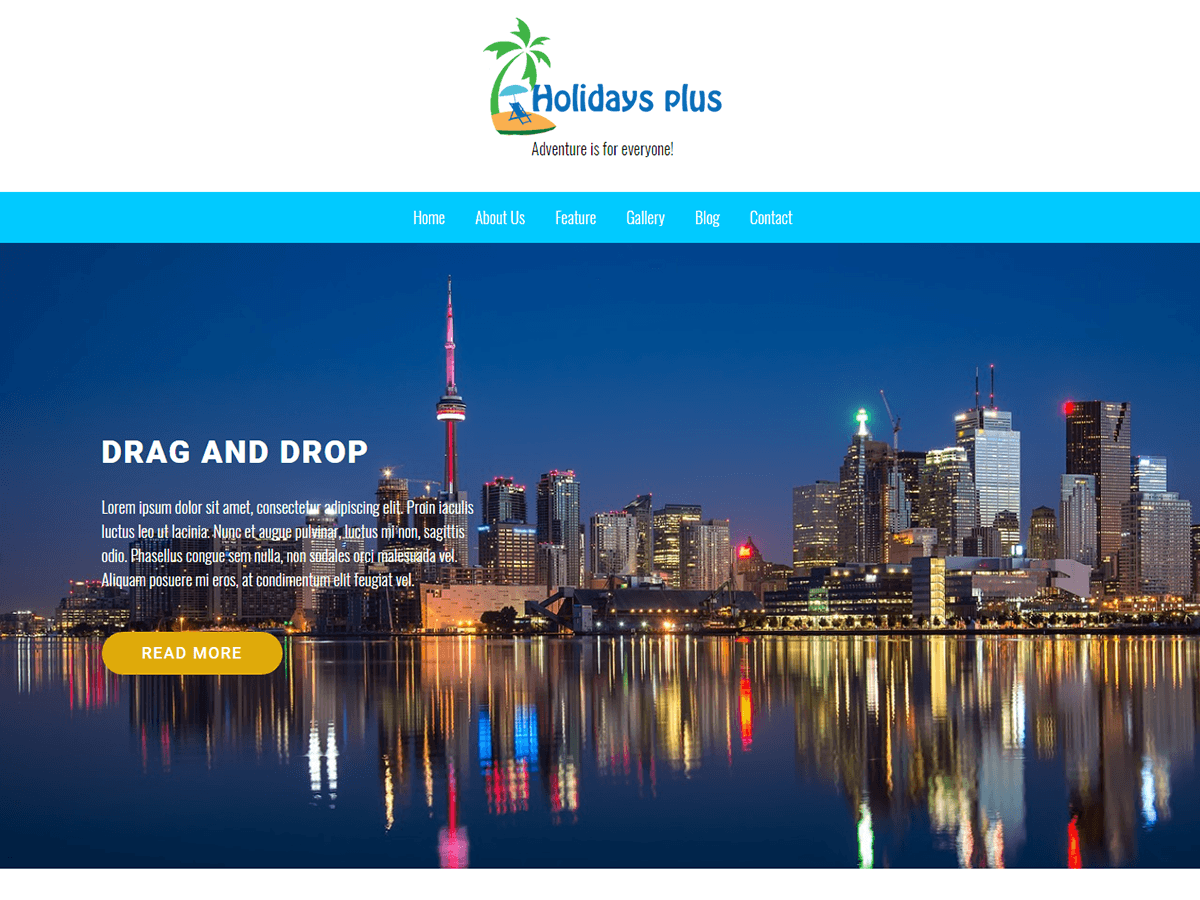 Holidays plus
Adventure is for everyone!
Home About Us Feature Gallery Blog Contact
DRAG AND DROP
Lorem ipsum dolor sit amet, consectetur adipiscing elit. Proin iaculis
luctus leo ut lacinia. Nunc et augue pulvinar, luctus mi non, sagittis
odio. Phasellus congue sem nulla, non sodales orci malesuada vel.
Aliquam posuere mi eros, at condimentum elit feugiat vel.
READ MORE